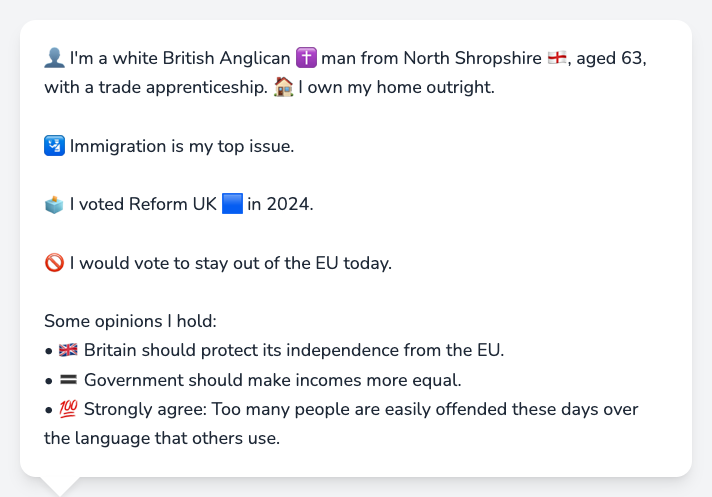 👤 I'm a white British Anglican ✝️ man from North Shropshire 🏴󠁧󠁢󠁥󠁮󠁧󠁿, aged 63,
with a trade apprenticeship. 🏠 I own my home outright.
🛂 Immigration is my top issue.
🗳️ I voted Reform UK 🟦 in 2024.
🚫 I would vote to stay out of the EU today.
Some opinions I hold:
• 🇬🇧 Britain should protect its independence from the EU.
• 🟰 Government should make incomes more equal.
• 💯 Strongly agree: Too many people are easily offended these days over
the language that others use.